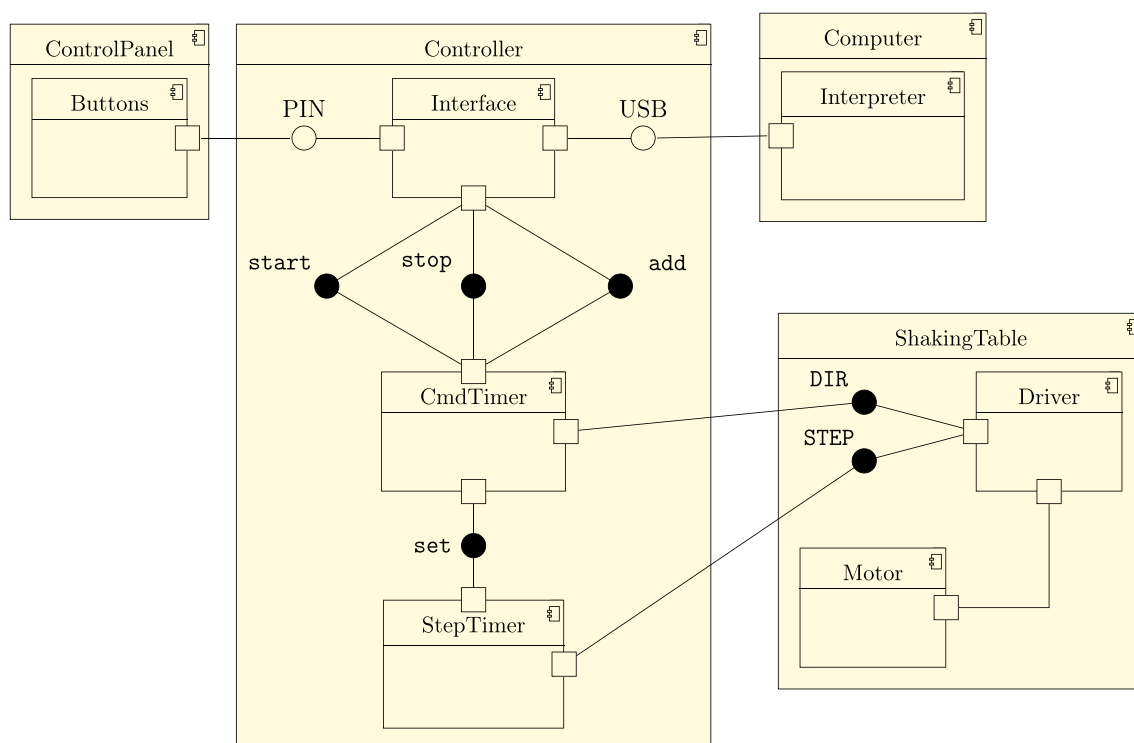 ControlPanel
Buttons
PIN
Controller
Interface
USB
Computer
Interpreter
start
stop
add
CmdTimer
set
StepTimer
ShakingTable
DIR
STEP
Driver
Motor